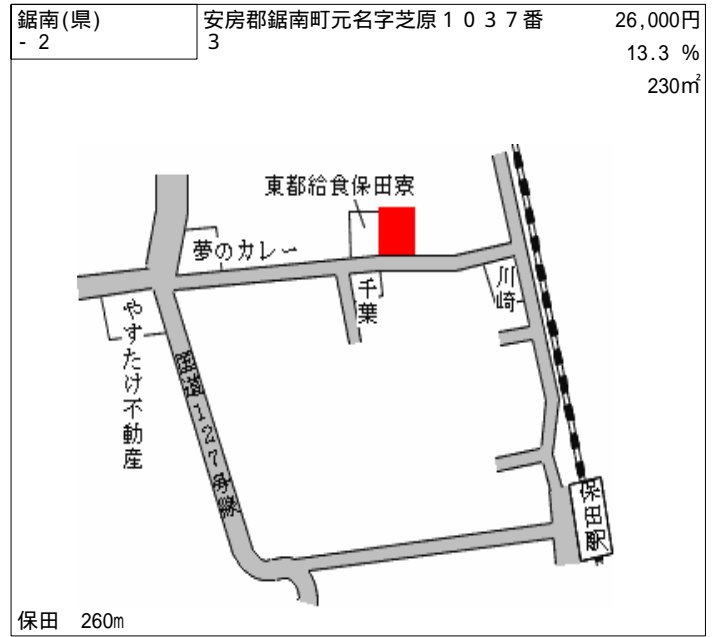 鋸南(県)
- 2
安房郡鋸南町元名字芝原１０３７番
３
26,000円
13.3 %
230㎡
東都給食保田寮
夢のカレー
千葉
川崎
やすたけ不動産
国道127号線
保田駅
保田 260m